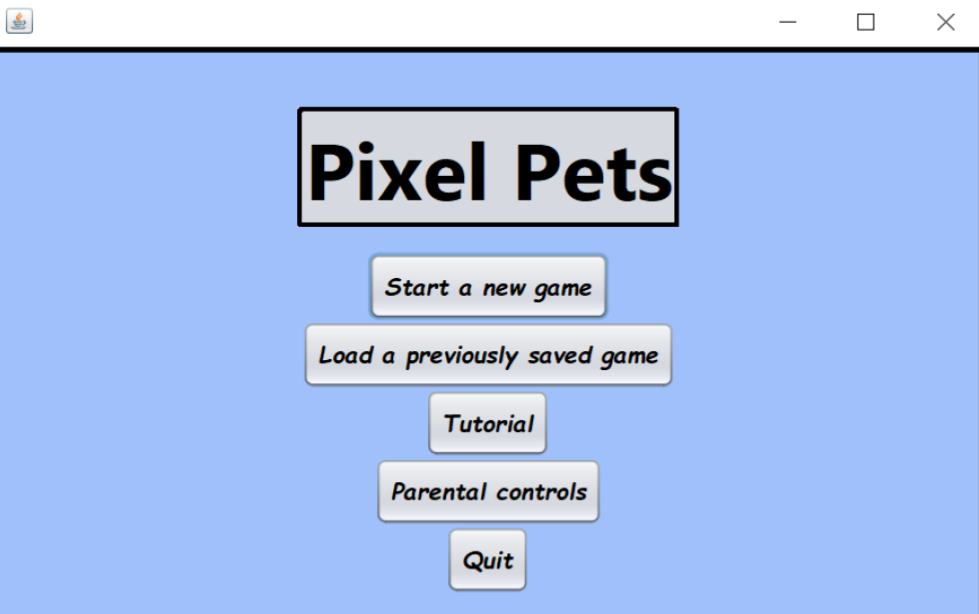 Pixel Pets
Start a new game
Load a previously saved game
Tutorial
Parental controls
Quit